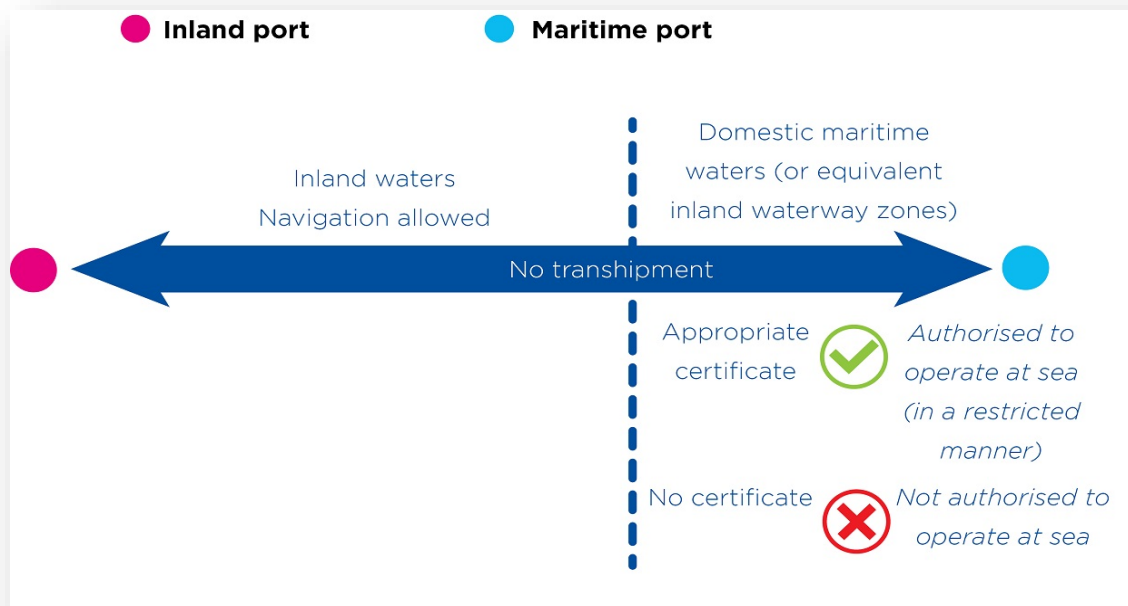 Inland port
Maritime port
Inland waters
Navigation allowed
Domestic maritime
waters (or equivalent
inland waterway zones)
No transhipment
Appropriate
certificate
Authorised to
operate at sea
(in a restricted
manner)
No certificate
Not authorised to
operate at sea